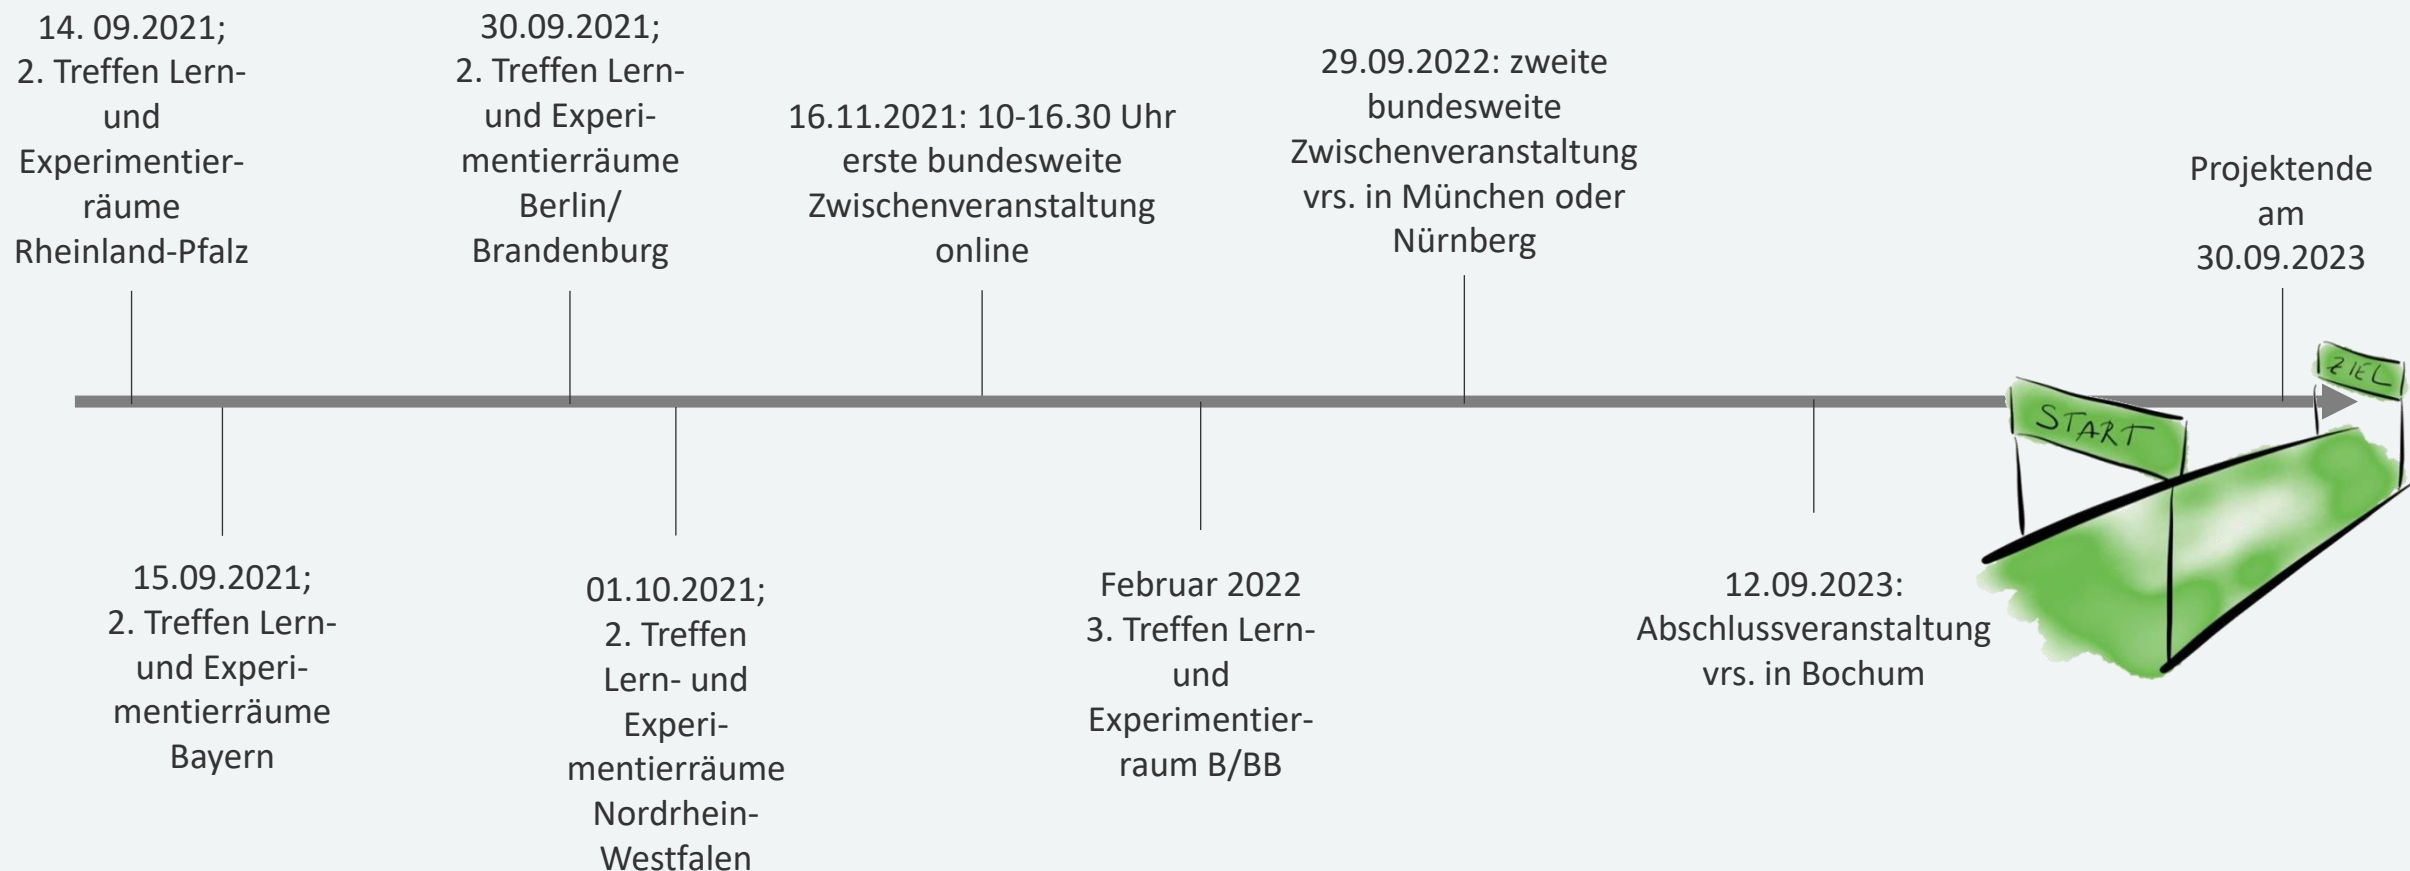 14. 09.2021;
2. Treffen Lern-
und
Experimentier-
räume
Rheinland-Pfalz
30.09.2021;
2. Treffen Lern-
und Experi-
mentierräume
Berlin/
Brandenburg
16.11.2021: 10-16.30 Uhr
erste bundesweite
Zwischenveranstaltung
online
29.09.2022: zweite
bundesweite
Zwischenveranstaltung
vrs. in München oder
Nürnberg
Projektende
am
30.09.2023
ZIEL
START
15.09.2021;
2. Treffen Lern-
und Experi-
mentierräume
Bayern
01.10.2021;
2. Treffen
Lern- und
Experi-
mentierräume
Nordrhein-
Westfalen
Februar 2022
3. Treffen Lern-
und
Experimentier-
raum B/BB
12.09.2023:
Abschlussveranstaltung
vrs. in Bochum